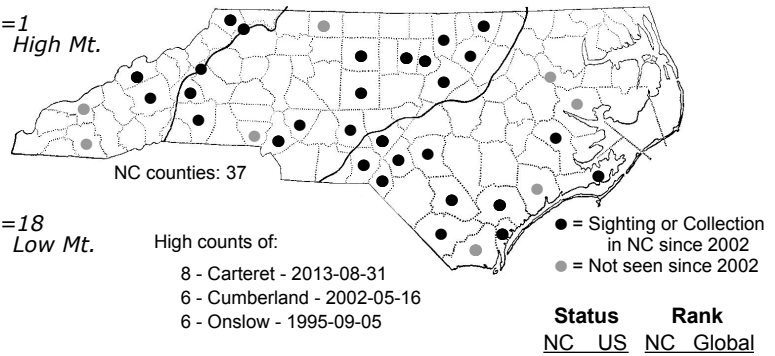 =1
High Mt.
NC counties: 37
=18
Low Mt.
High counts of:
8 - Carteret - 2013-08-31
6 - Cumberland - 2002-05-16
6 - Onslow - 1995-09-05
= Sighting or Collection
in NC since 2002
= Not seen since 2002
Status Rank
NC US NC Global